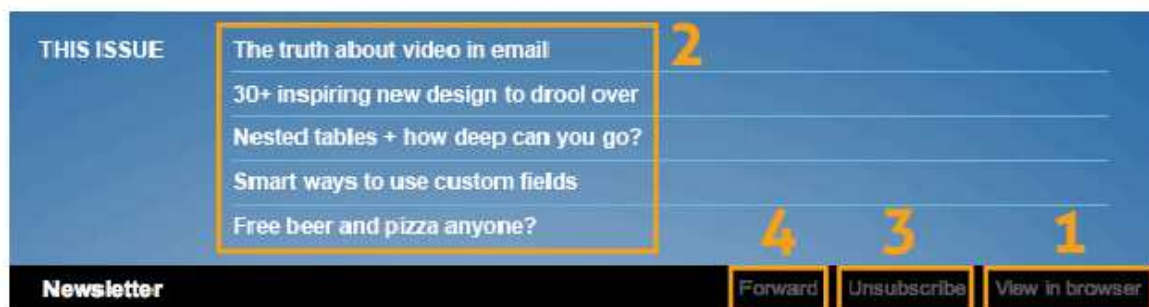 THIS ISSUE
The truth about video in email
2
30+ inspiring new design to drool over
Nested tables + how deep can you go?
Smart ways to use custom fields
Free beer and pizza anyone?
4 3 1
Newsletter Forward Unsubscribe View in browser